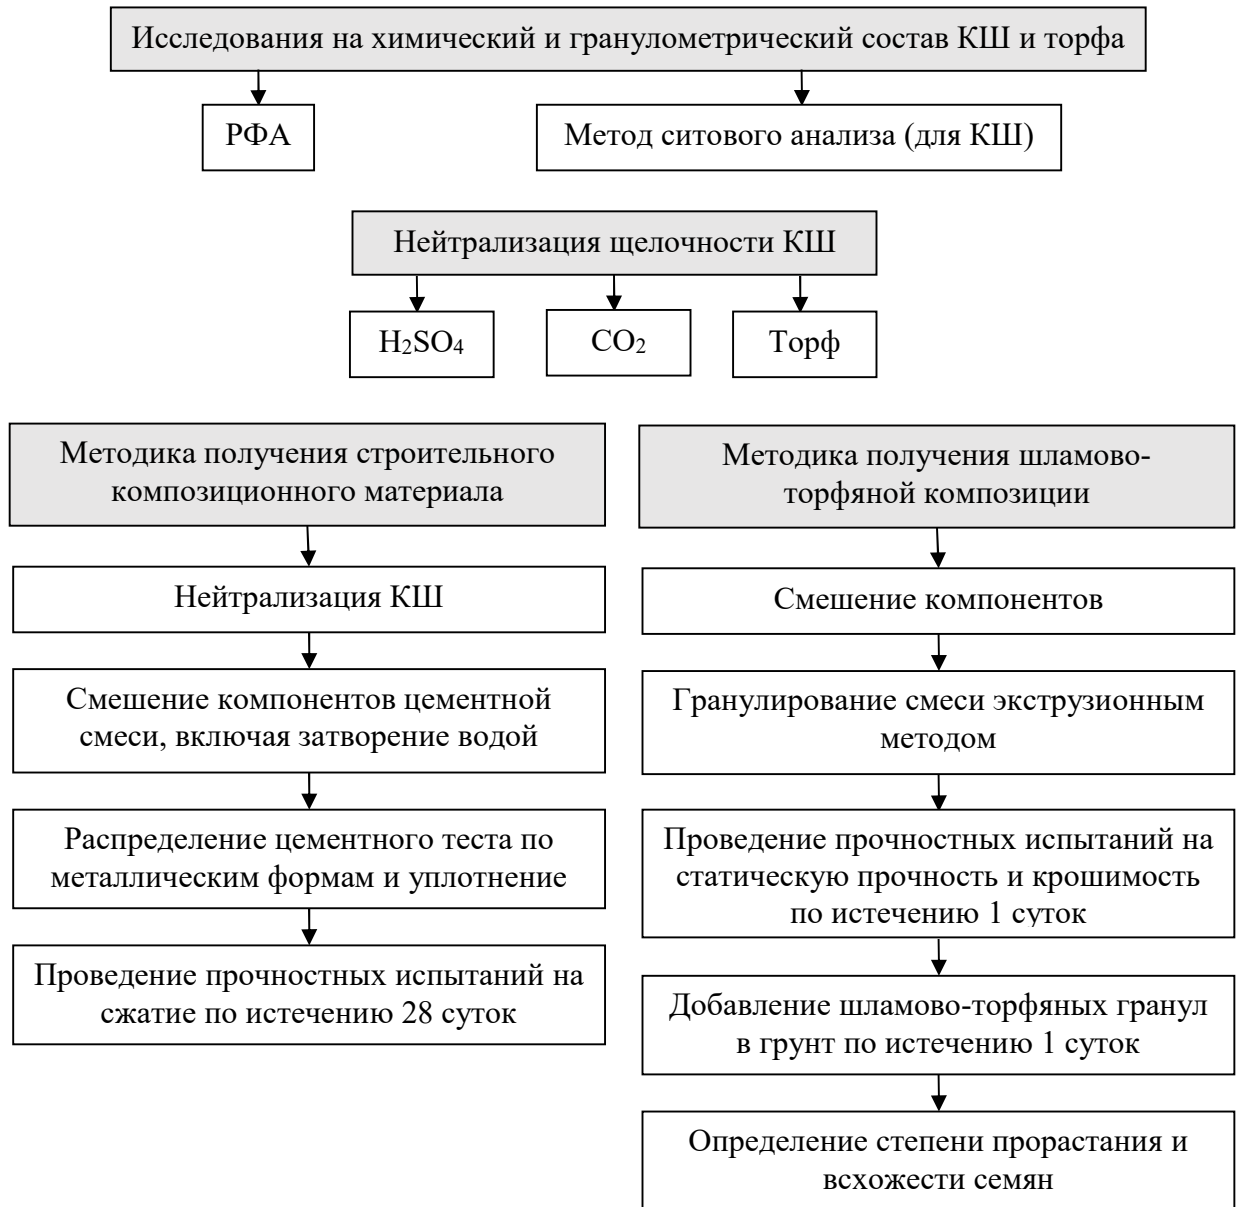 Исследования на химический и гранулометрический состав КШ и торфа
РФА
Метод ситового анализа (для КШ)
Нейтрализация щелочности КШ
H₂SO₄
CO₂
Торф
Методика получения строительного
композиционного материала
Нейтрализация КШ
Смешение компонентов цементной
смеси, включая затворение водой
Распределение цементного теста по
металлическим формам и уплотнение
Проведение прочностных испытаний на
сжатие по истечению 28 суток
Методика получения шламово-
торфяной композиции
Смешение компонентов
Гранулирование смеси экструзионным
методом
Проведение прочностных испытаний на
статическую прочность и крошимость
по истечению 1 суток
Добавление шламово-торфяных гранул
в грунт по истечению 1 суток
Определение степени прорастания и
всхожести семян